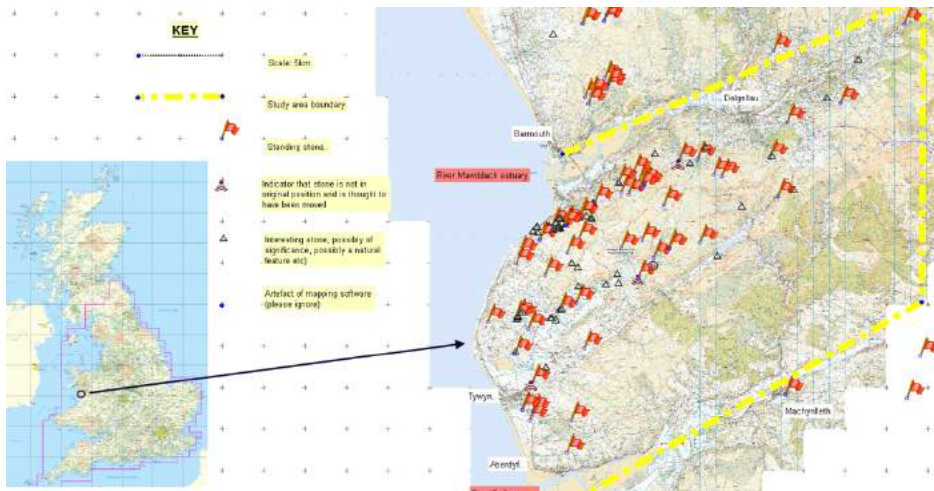 KEY
Scale: 5km
Study area boundary
Standing stone.
Indicator that stone is not in
original position and is thought to
have been moved
Interesting stone, possibly of
significance, possibly a natural
feature etc)
Artefact of mapping software
(please ignore)
Dolgellau
Barmouth
River Mawddach estuary
Tywyn.
Machynlleth
Aberdyfi.